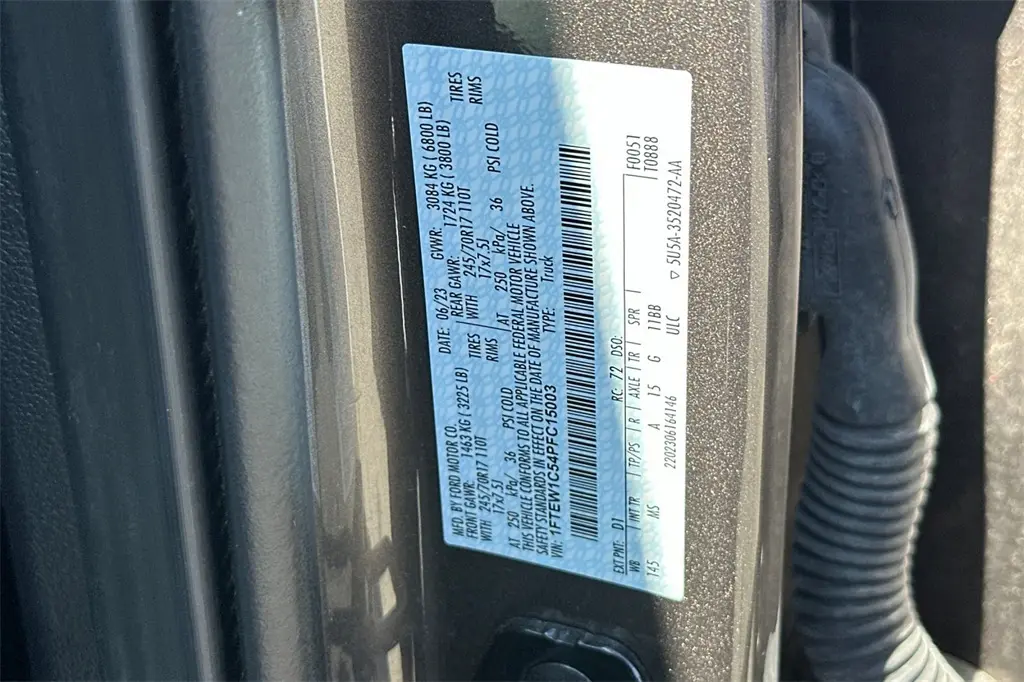 MFD. BY FORD MOTOR CO.
DATE: 06/23 GVWR: 3084 KG ( 6800 LB)
FRONT GAWR: 1463 KG ( 3225 LB) REAR GAWR: 1724 KG ( 3800 LB)
WITH 245/70R17 110T TIRES WITH 245/70R17 110T TIRES
17x7.5J RIMS 17x7.5J RIMS
AT 250 kPa/ 36 PSI COLD AT 250 kPa/ 36 PSI COLD
THIS VEHICLE CONFORMS TO ALL APPLICABLE FEDERAL MOTOR VEHICLE
SAFETY STANDARDS IN EFFECT ON THE DATE OF MANUFACTURE SHOWN ABOVE.
VIN: 1FTEW1C54PFC15003 TYPE: Truck
F0051
T0888
EXT PNT: D1 RC: 72 DSO:
WB INT TR TP/PS R AXLE TR SPR
145 MS A 15 G 11BB
2202306164146 ULC ▽ 5U5A-3520472-AA